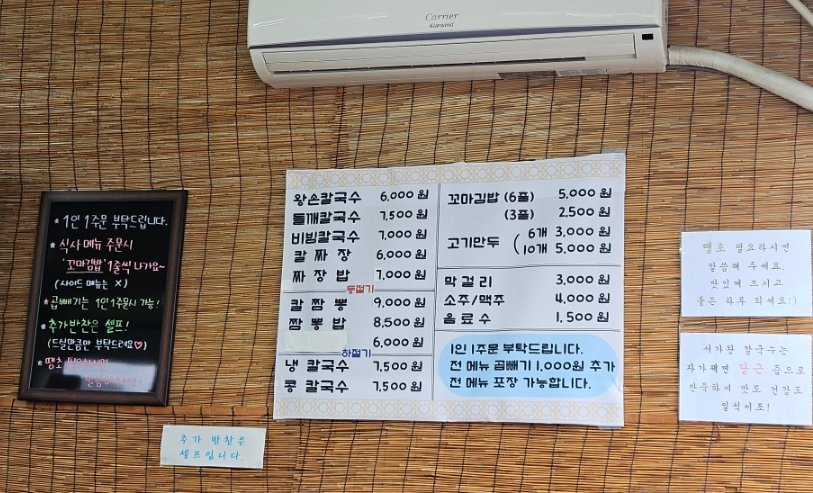 Carrier
* 1인 1주문 부탁드립니다.
* 식사 메뉴 주문시
'꼬마김밥' 1줄씩 나가요~
(사이드 메뉴는 X)
* 곱빼기는 1인 1주문시 가능!
* 추가반찬은 셀프!
(드실만큼만 부탁드려요♡)
추가 반찬은
셀프입니다
왕손칼국수 6,000 원
들깨칼국수 7,500 원
비빔칼국수 7,000 원
칼 짜 장 6,000 원
짜 장 밥 7,000 원
동절기
칼 짬 뽕 9,000 원
짬 뽕 밥 8,500 원
6,000 원
하절기
냉 칼국수 7,500 원
콩 칼국수 7,500 원
꼬마김밥 (6풀) 5,000 원
(3풀) 2,500 원
고기만두 ( 6개 3,000 원
10개 5,000 원
막 걸 리 3,000 원
소주/맥주 4,000 원
음 료 수 1,500 원
1인 1주문 부탁드립니다.
전 메뉴 곱빼기 1,000원 추가
전 메뉴 포장 가능합니다.
땡초 필요하시면
말씀해 주세요.
맛있게 드시고
좋은 하루 되세요:)
칼국수는
당근 즙으로
맛도 건강도
일석이조!